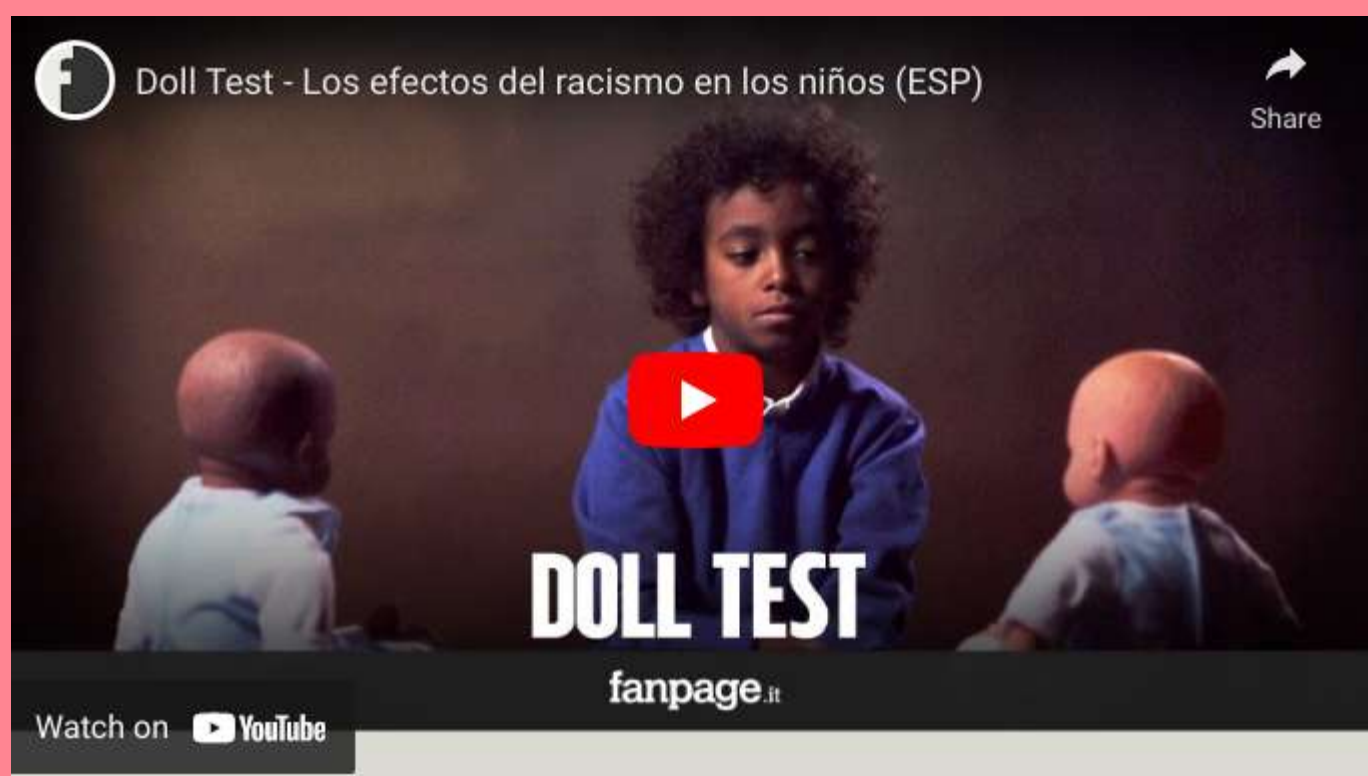 Doll Test - Los efectos del racismo en los niños (ESP)
Share
DOLL TEST
fanpage.it
Watch on YouTube